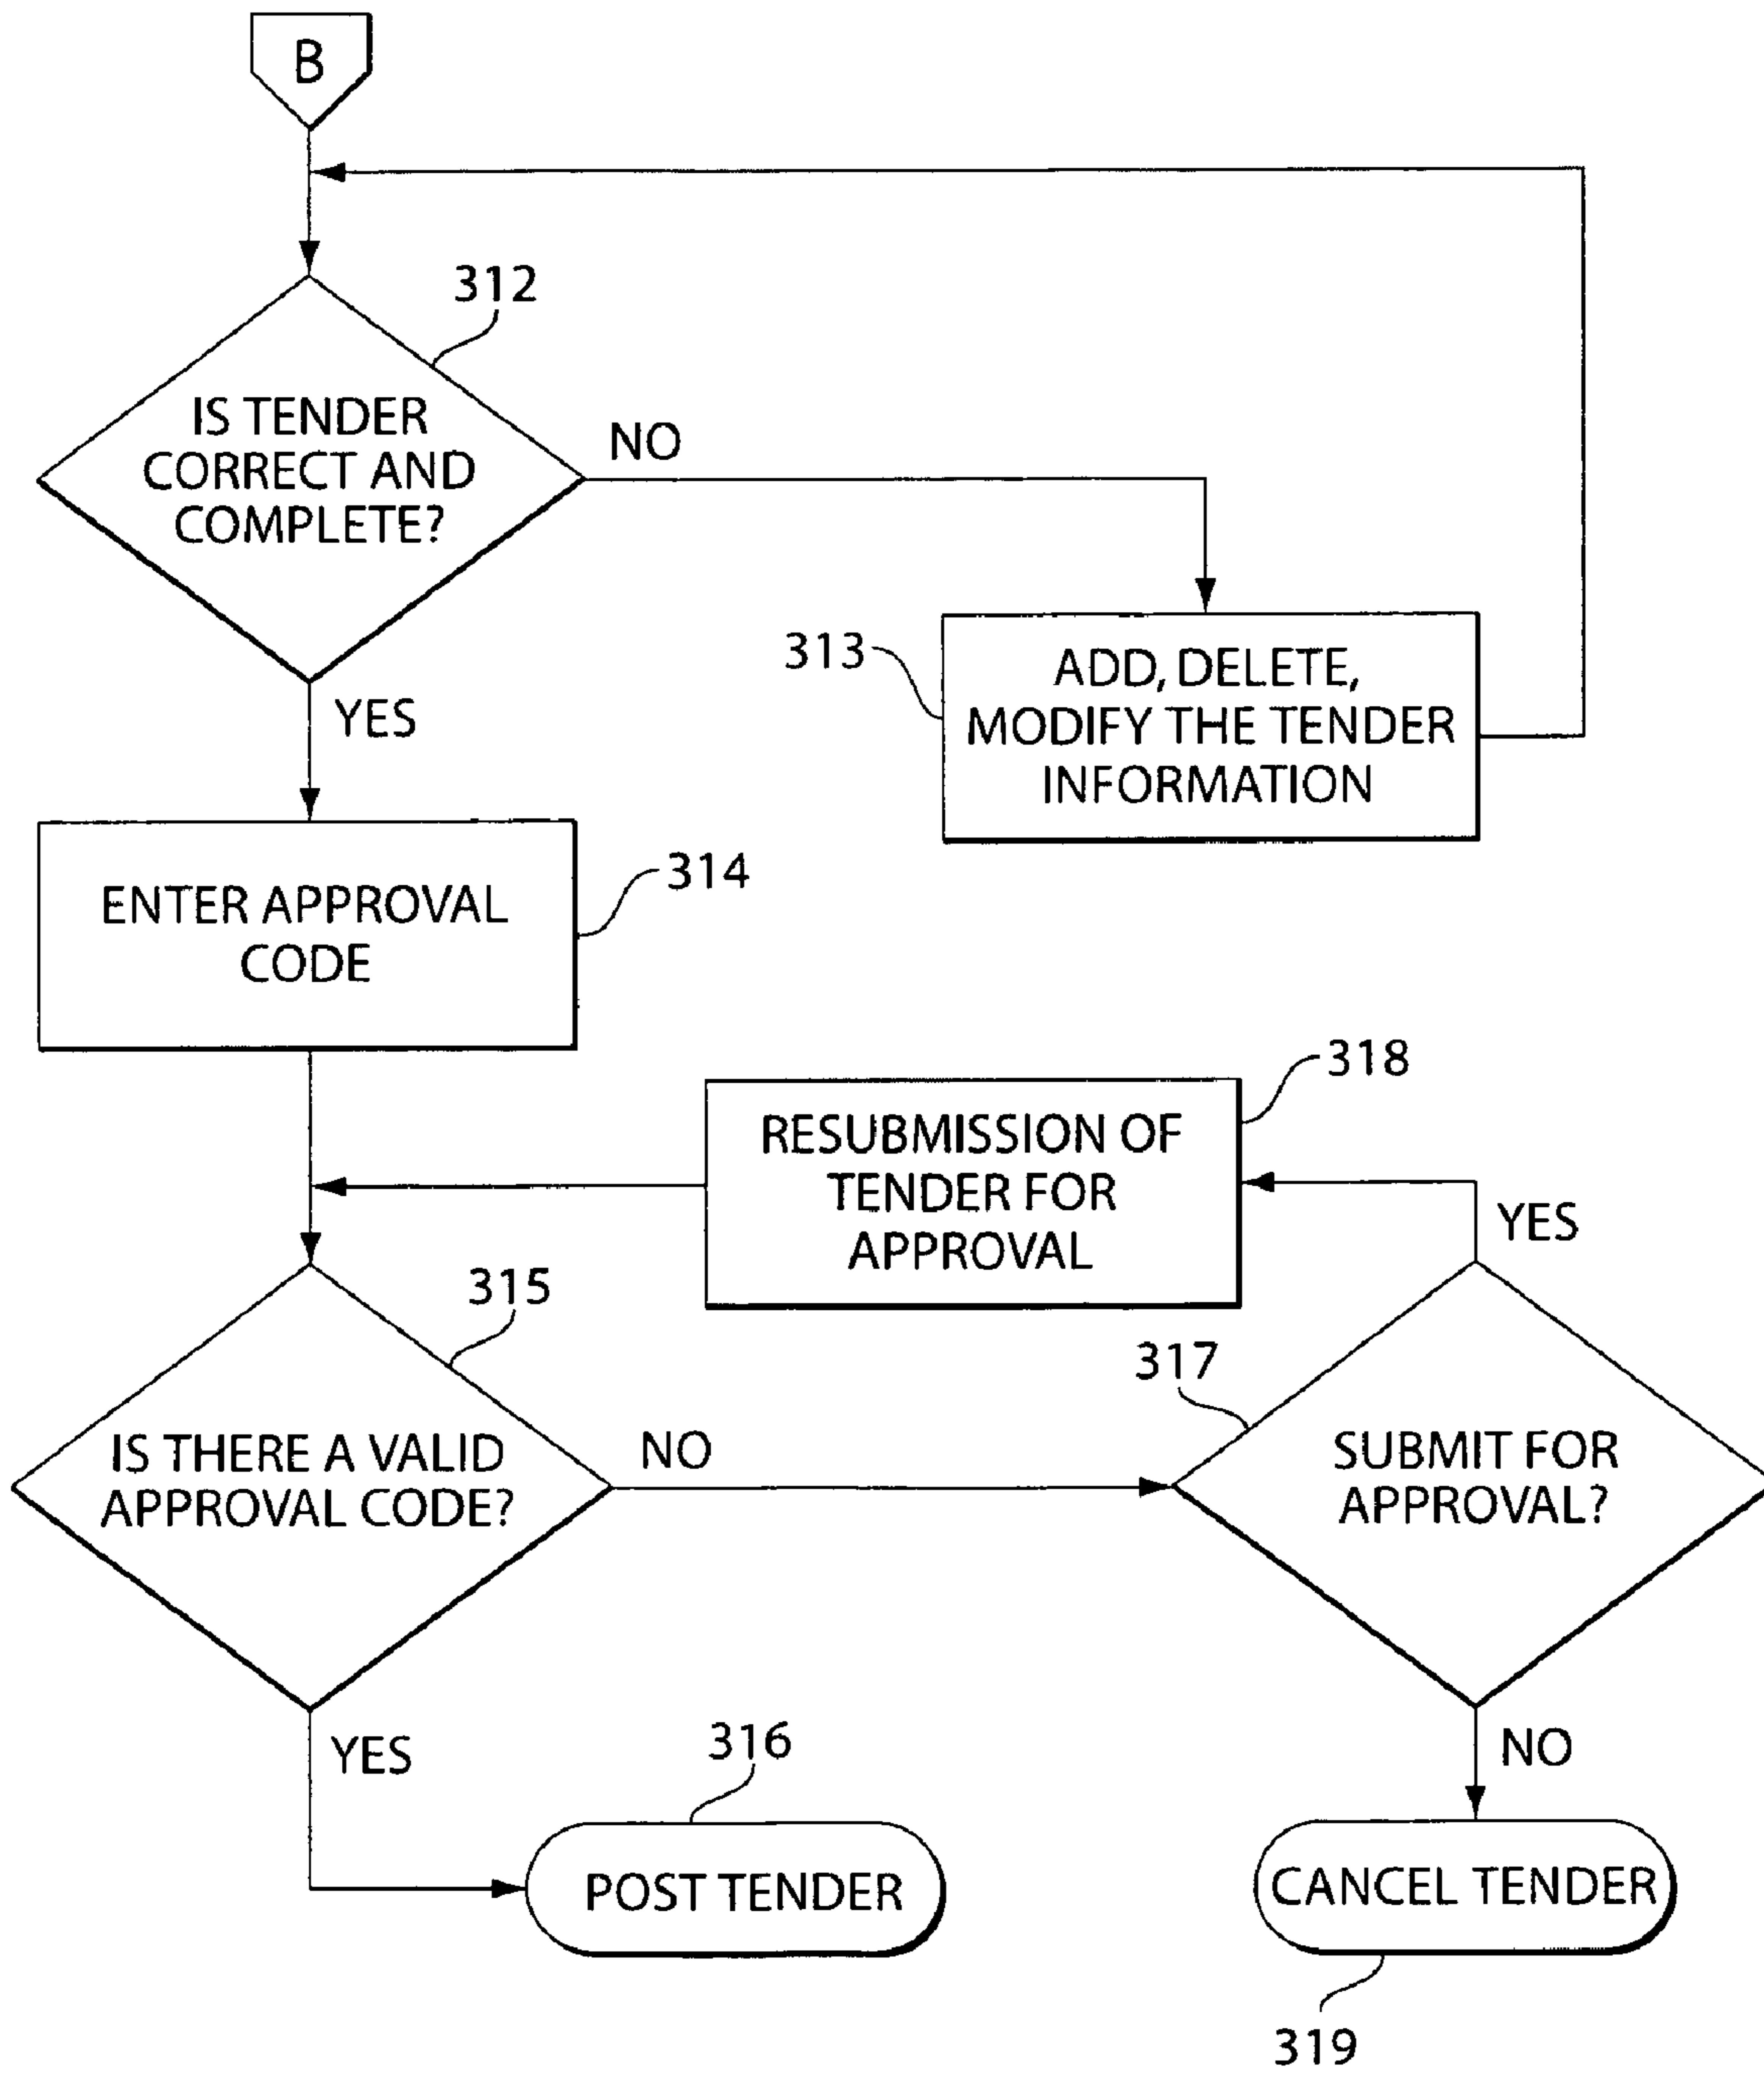 B
312
IS TENDER
CORRECT AND
COMPLETE?
NO
YES
313
ADD, DELETE,
MODIFY THE TENDER
INFORMATION
314
ENTER APPROVAL
CODE
318
RESUBMISSION OF
TENDER FOR
APPROVAL
YES
315
IS THERE A VALID
APPROVAL CODE?
NO
317
SUBMIT FOR
APPROVAL?
YES
316
POST TENDER
NO
CANCEL TENDER
319